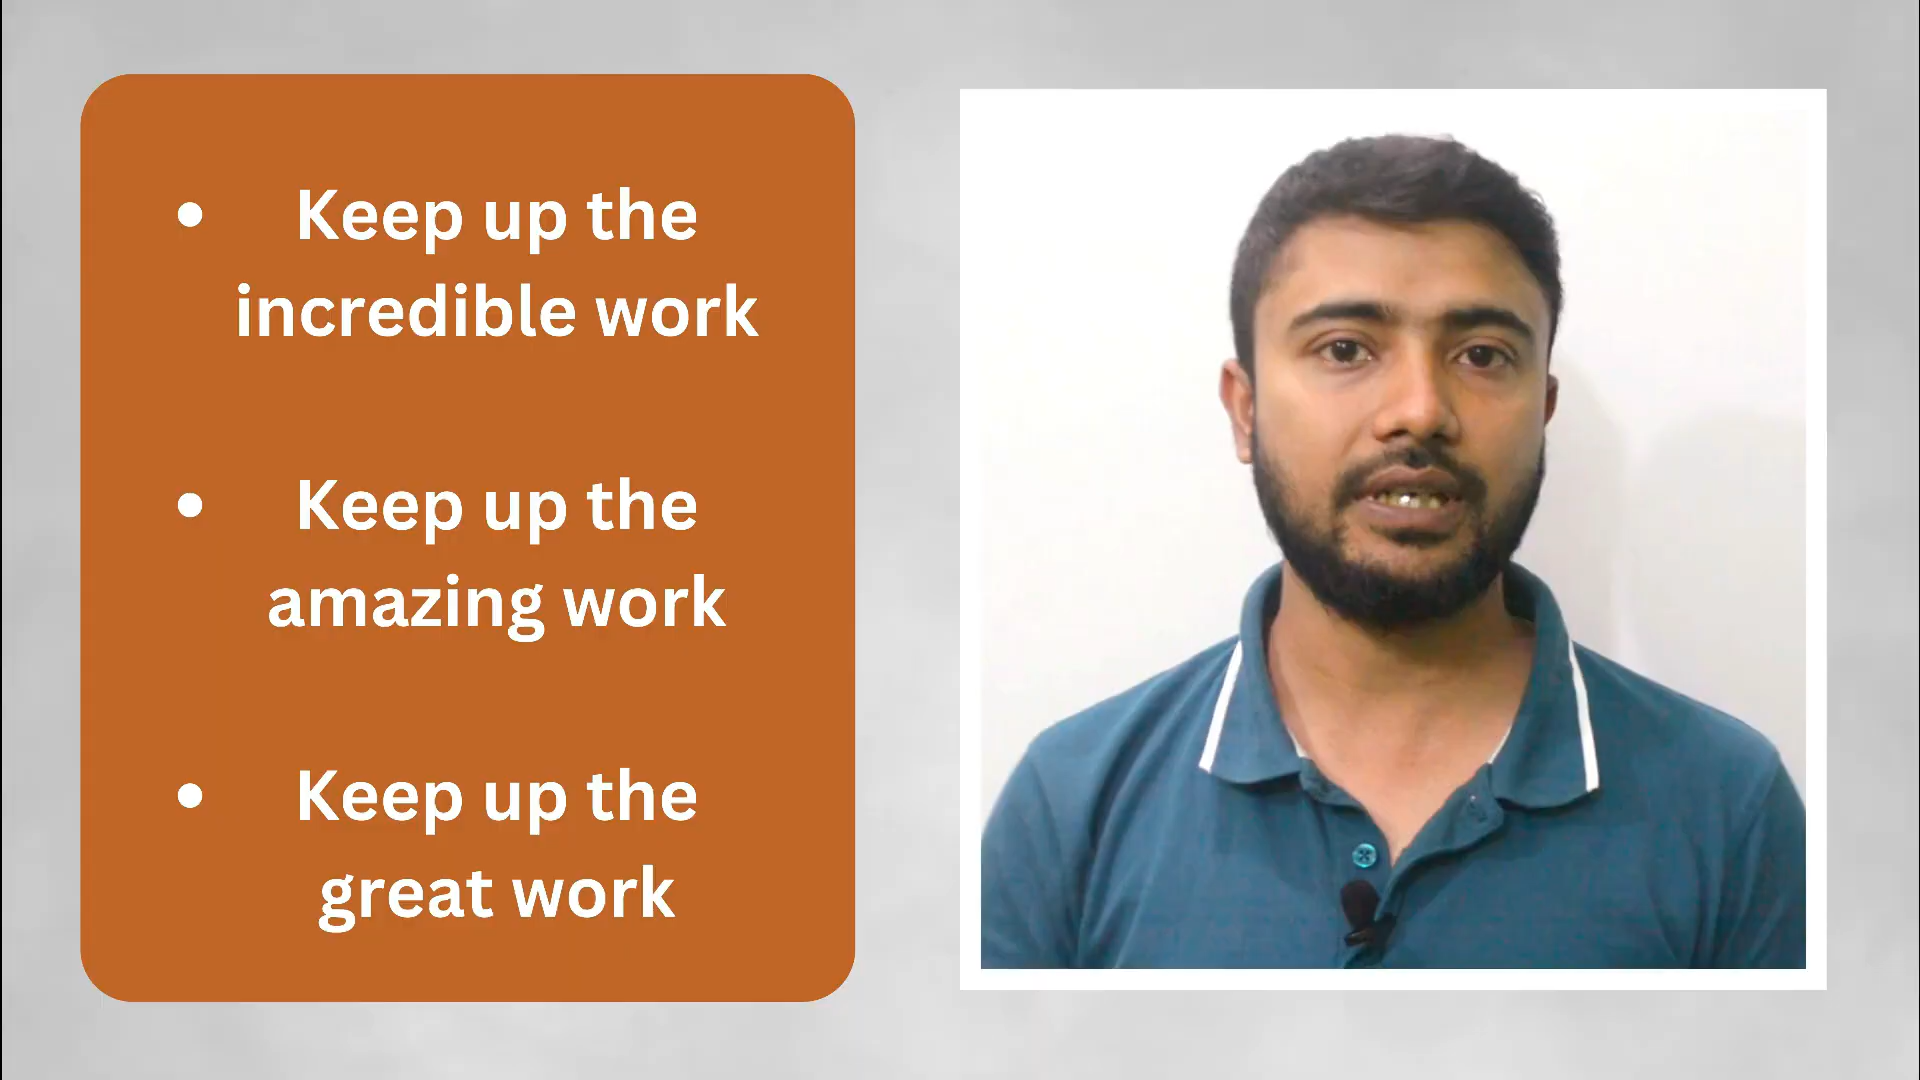 • Keep up the
incredible work
• Keep up the
amazing work
• Keep up the
great work